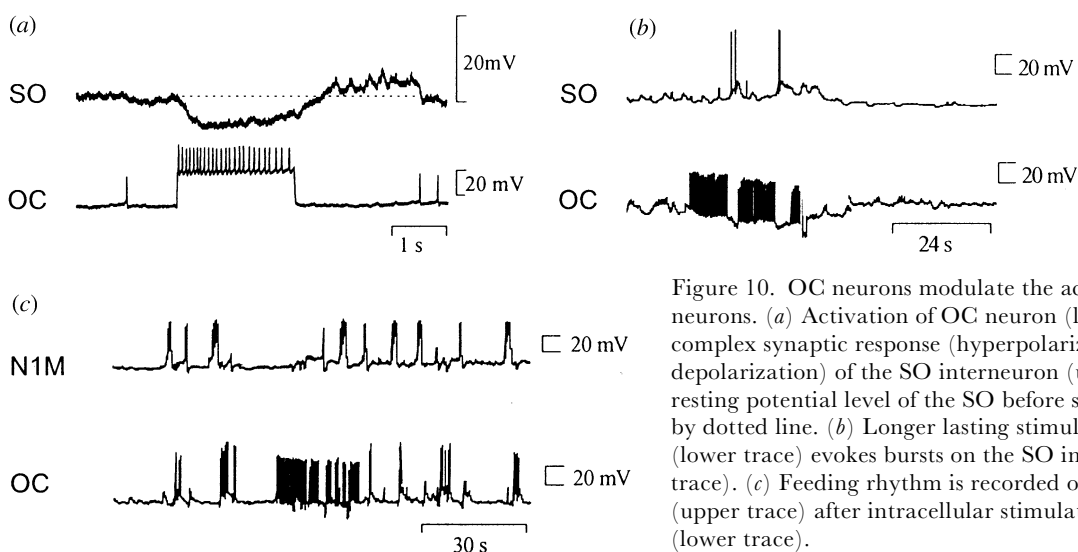 (a)
SO
20mV
OC
20 mV
1 s
(b)
SO
20 mV
OC
20 mV
24 s
(c)
N1M
20 mV
OC
20 mV
30 s
Figure 10. OC neurons modulate the ac
neurons. (a) Activation of OC neuron (l
complex synaptic response (hyperpolariz
depolarization) of the SO interneuron (u
resting potential level of the SO before s
by dotted line. (b) Longer lasting stimul
(lower trace) evokes bursts on the SO in
trace). (c) Feeding rhythm is recorded o
(upper trace) after intracellular stimulat
(lower trace).